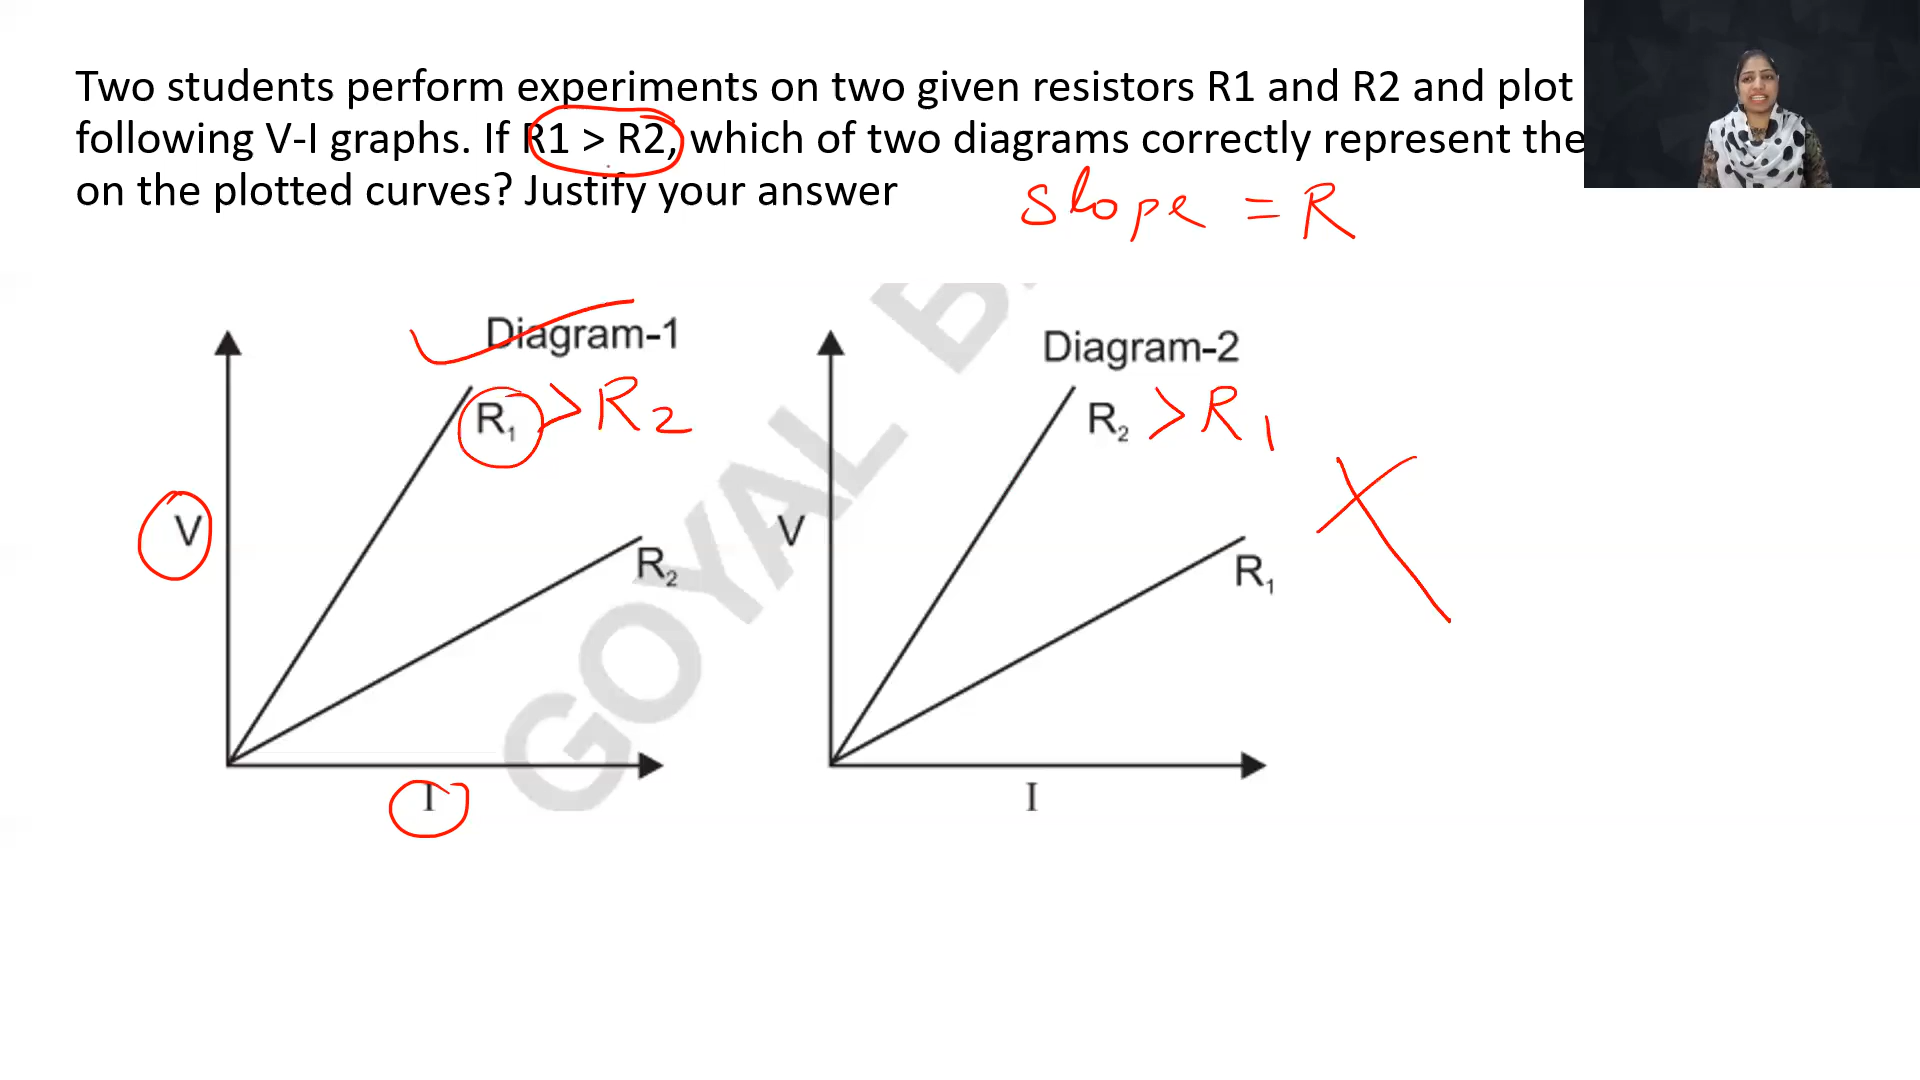 Two students perform experiments on two given resistors R1 and R2 and plot
following V-I graphs. If R1 > R2, which of two diagrams correctly represent the
on the plotted curves? Justify your answer
slope = R
Diagram-1
R₁ > R₂
V
R₂
I
Diagram-2
R₂ > R₁
V
R₁
I
GOYAL B